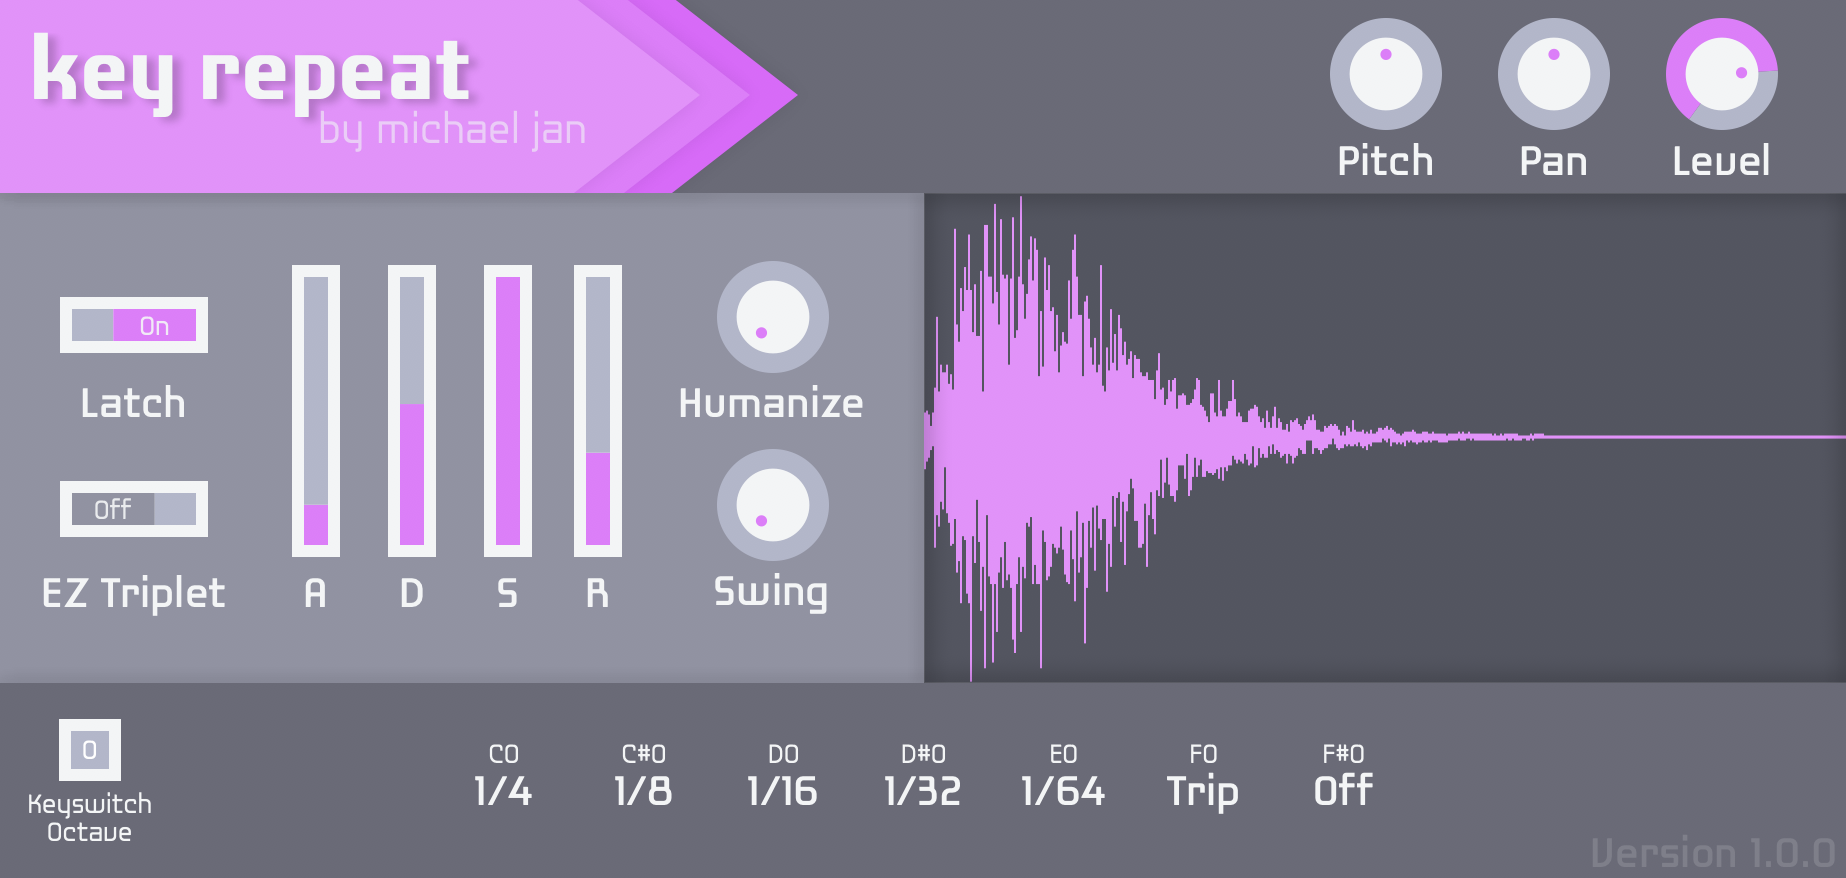 key repeat
by michael jan
Pitch Pan Level
On
Latch
Off
EZ Triplet
A D S R
Humanize
Swing
0
Keyswitch
Octave
C0 C#0 D0 D#0 E0 F0 F#0
1/4 1/8 1/16 1/32 1/64 Trip Off
Version 1.0.0